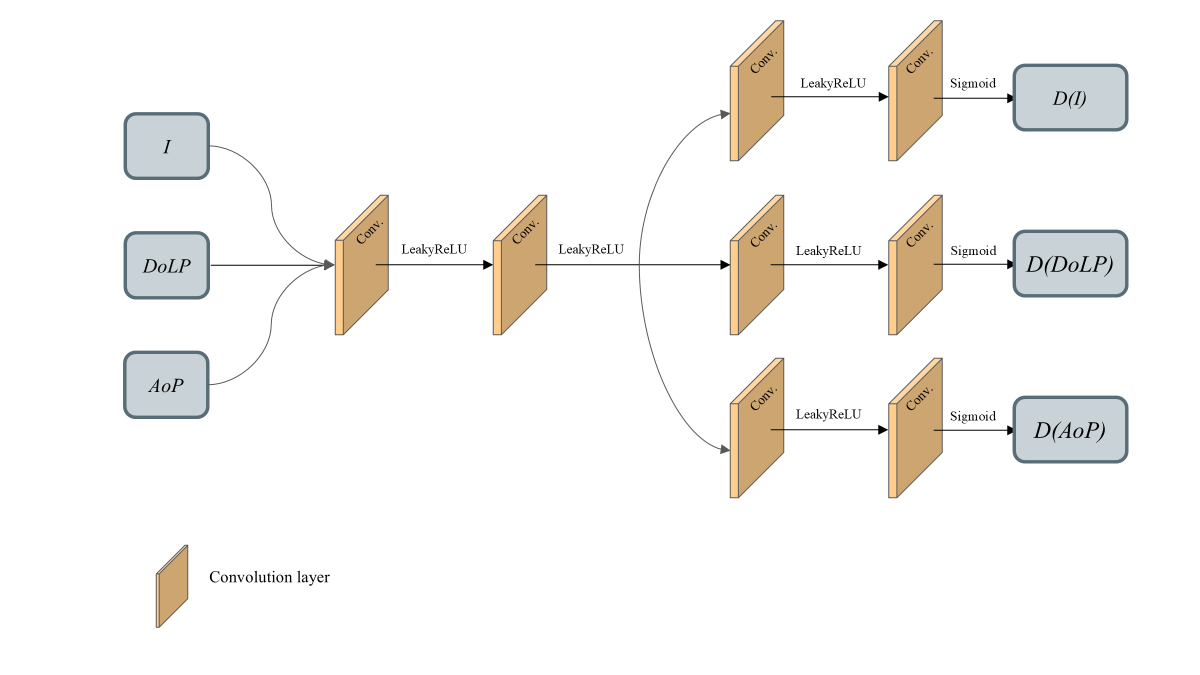 I
DoLP
AoP
Conv.
LeakyReLU
Conv.
LeakyReLU
Conv.
LeakyReLU
Conv.
Sigmoid
D(I)
Conv.
LeakyReLU
Conv.
Sigmoid
D(DoLP)
Conv.
LeakyReLU
Conv.
Sigmoid
D(AoP)
Convolution layer